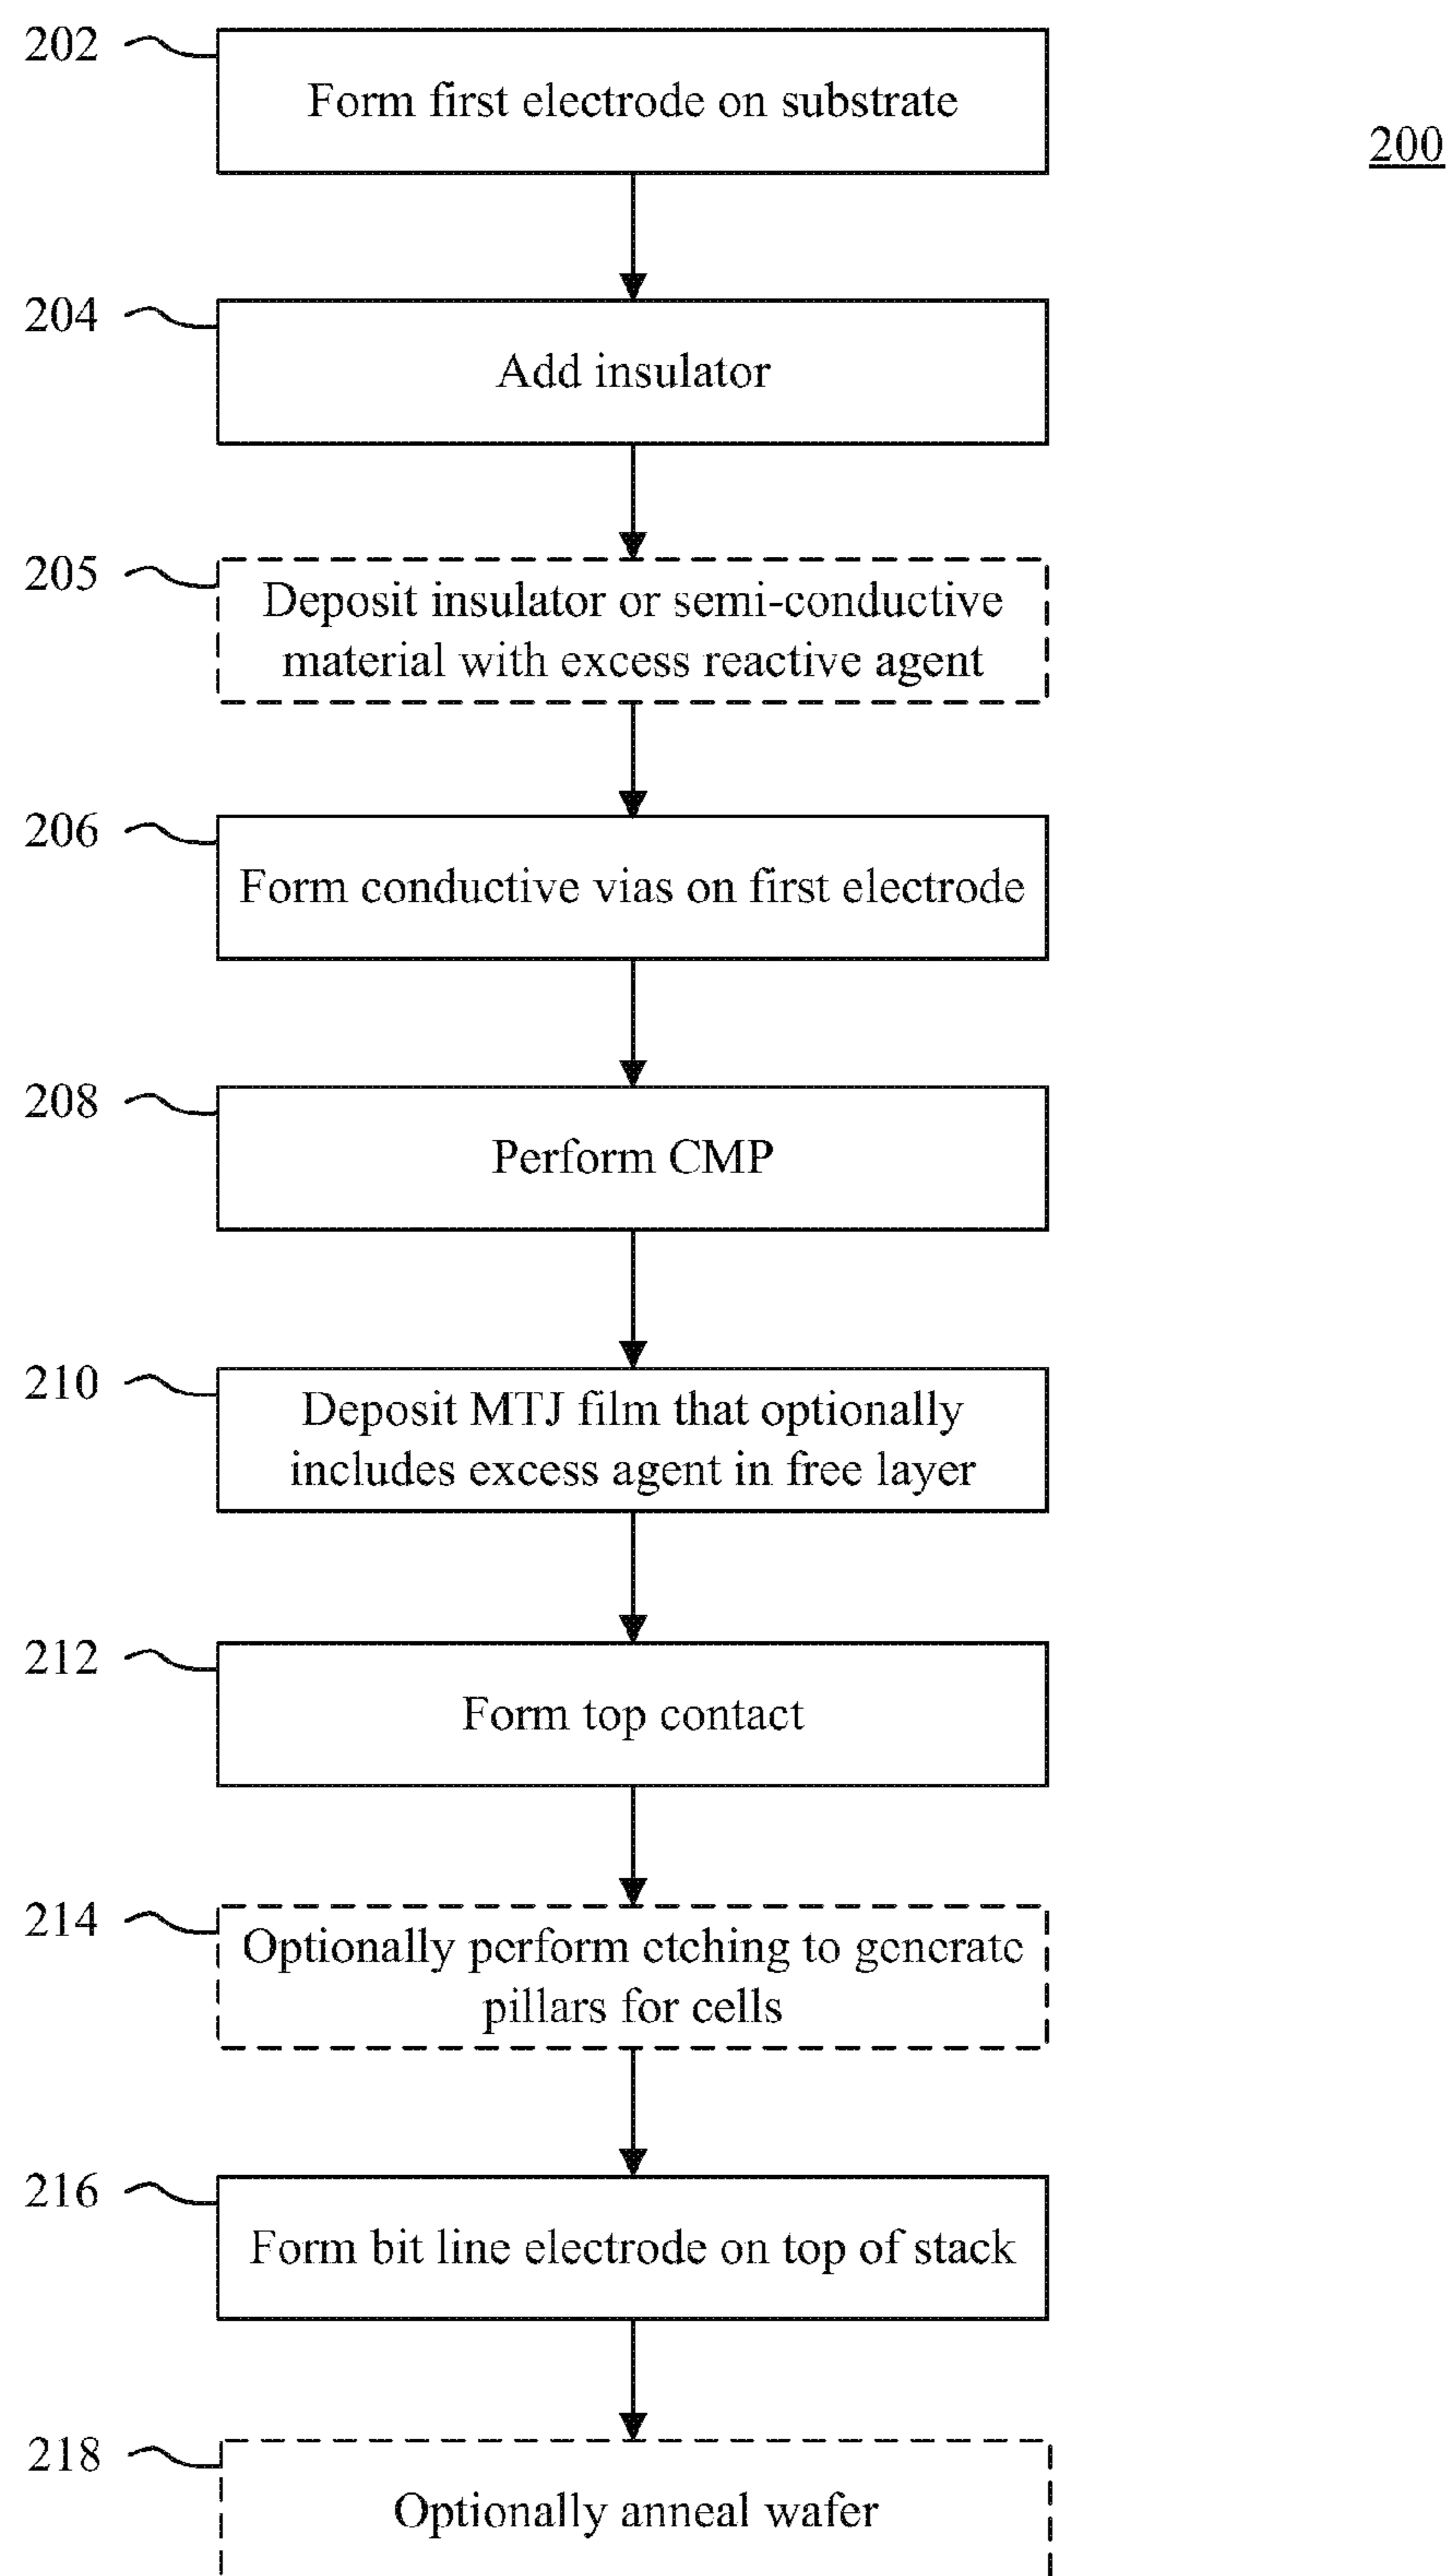 202
Form first electrode on substrate
200
204
Add insulator
205
Deposit insulator or semi-conductive
material with excess reactive agent
206
Form conductive vias on first electrode
208
Perform CMP
210
Deposit MTJ film that optionally
includes excess agent in free layer
212
Form top contact
214
Optionally perform etching to generate
pillars for cells
216
Form bit line electrode on top of stack
218
Optionally anneal wafer